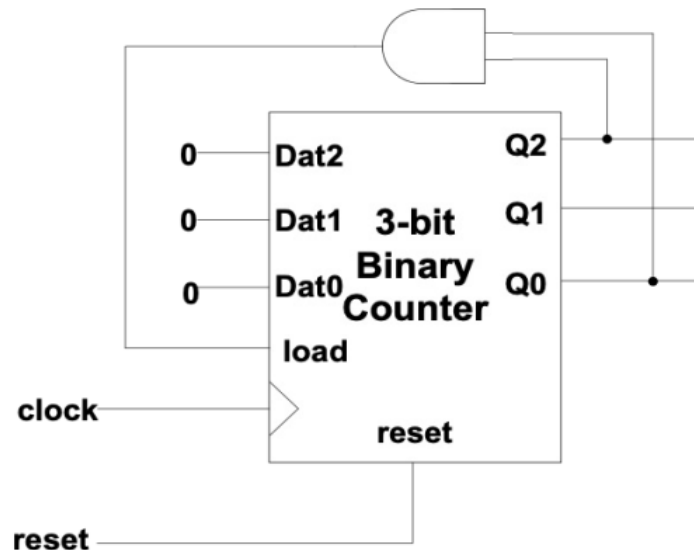 0
Dat2
Q2
0
Dat1
3-bit
Q1
Binary
0
Dat0
Counter
Q0
load
clock
reset
reset